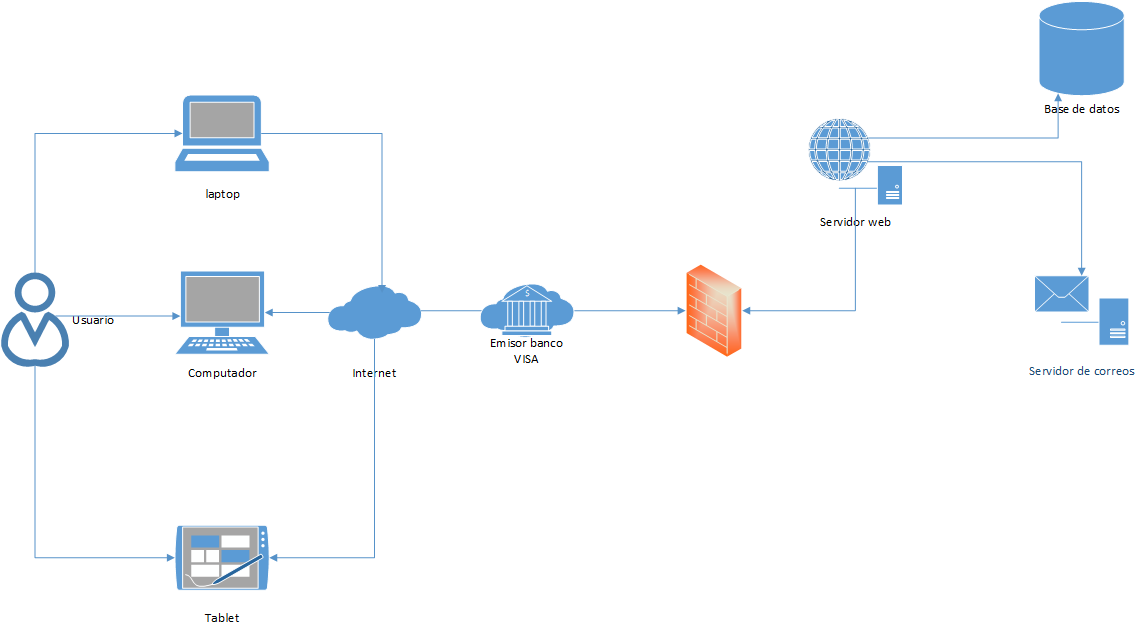 Base de datos
laptop
Servidor web
Usuario
Emisor banco
VISA
Computador
Internet
Servidor de correos
Tablet
$